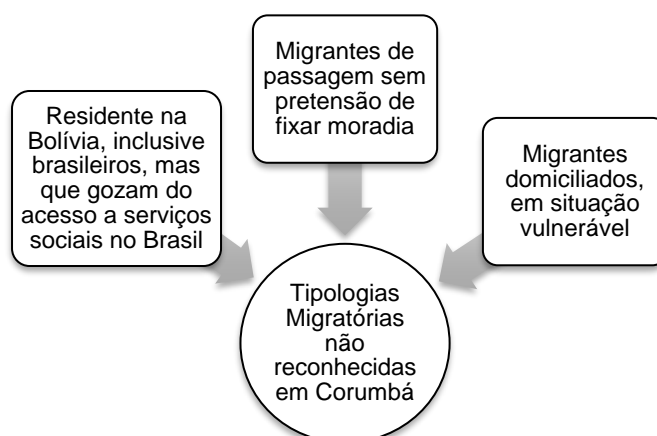 Migrantes de
passagem sem
pretensão de
fixar moradia
Residente na
Bolívia, inclusive
brasileiros, mas
que gozam do
acesso a serviços
sociais no Brasil
Migrantes
domiciliados,
em situação
vulnerável
Tipologias
Migratórias
não
reconhecidas
em Corumbá